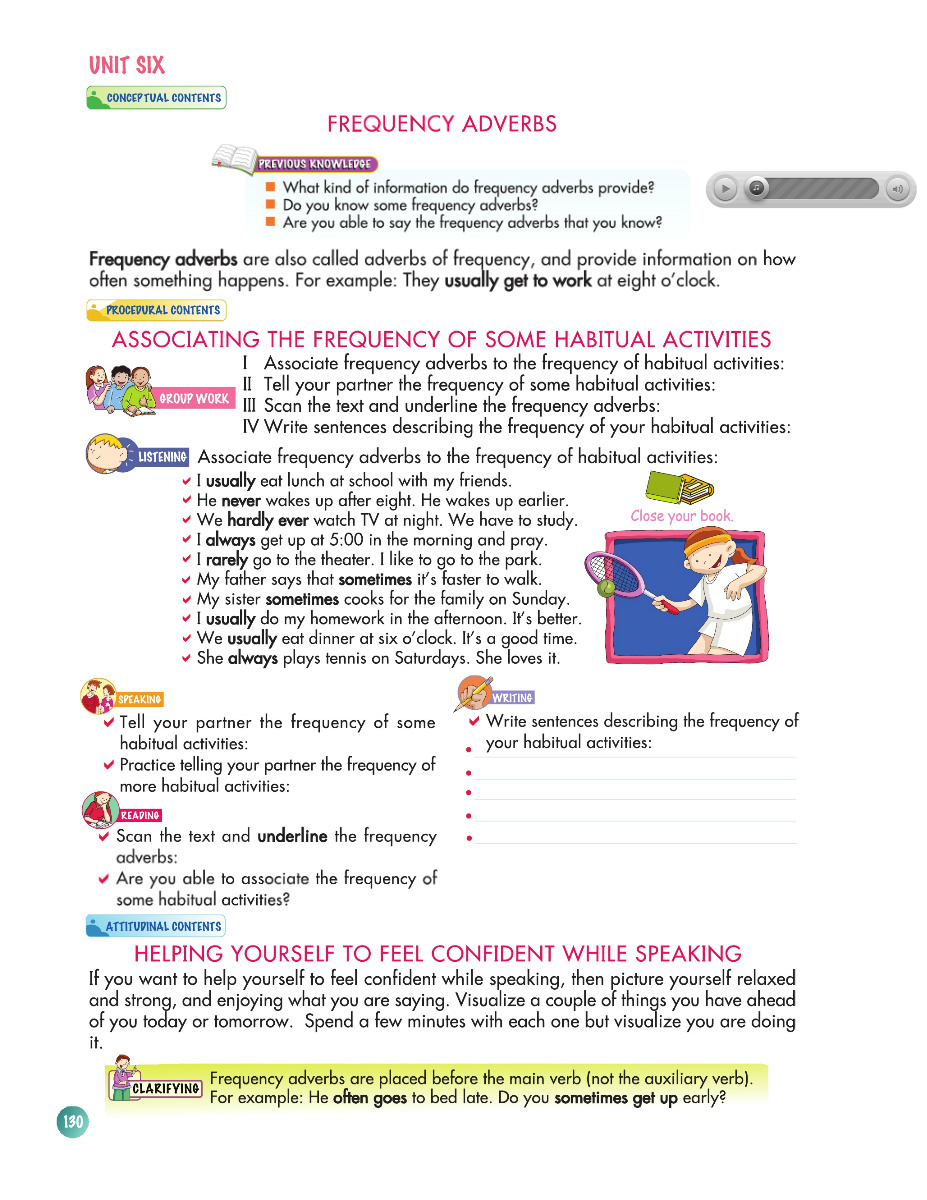 UNIT SIX
CONCEPTUAL CONTENTS
FREQUENCY ADVERBS
PREVIOUS KNOWLEDGE
What kind of information do frequency adverbs provide?
Do you know some frequency adverbs?
Are you able to say the frequency adverbs that you know?
Frequency adverbs are also called adverbs of frequency, and provide information on how
often something happens. For example: They usually get to work at eight o’clock.
PROCEDURAL CONTENTS
ASSOCIATING THE FREQUENCY OF SOME HABITUAL ACTIVITIES
GROUP WORK
I Associate frequency adverbs to the frequency of habitual activities:
II Tell your partner the frequency of some habitual activities:
III Scan the text and underline the frequency adverbs:
IV Write sentences describing the frequency of your habitual activities:
LISTENING Associate frequency adverbs to the frequency of habitual activities:
I usually eat lunch at school with my friends.
He never wakes up after eight. He wakes up earlier.
We hardly ever watch TV at night. We have to study.
I always get up at 5:00 in the morning and pray.
I rarely go to the theater. I like to go to the park.
My father says that sometimes it’s faster to walk.
My sister sometimes cooks for the family on Sunday.
I usually do my homework in the afternoon. It’s better.
We usually eat dinner at six o’clock. It’s a good time.
She always plays tennis on Saturdays. She loves it.
Close your book.
SPEAKING
Tell your partner the frequency of some
habitual activities:
Practice telling your partner the frequency of
more habitual activities:
READING
Scan the text and underline the frequency
adverbs:
Are you able to associate the frequency of
some habitual activities?
WRITING
Write sentences describing the frequency of
your habitual activities:
ATTITUDINAL CONTENTS
HELPING YOURSELF TO FEEL CONFIDENT WHILE SPEAKING
If you want to help yourself to feel confident while speaking, then picture yourself relaxed
and strong, and enjoying what you are saying. Visualize a couple of things you have ahead
of you today or tomorrow. Spend a few minutes with each one but visualize you are doing
it.
CLARIFYING
Frequency adverbs are placed before the main verb (not the auxiliary verb).
For example: He often goes to bed late. Do you sometimes get up early?
130